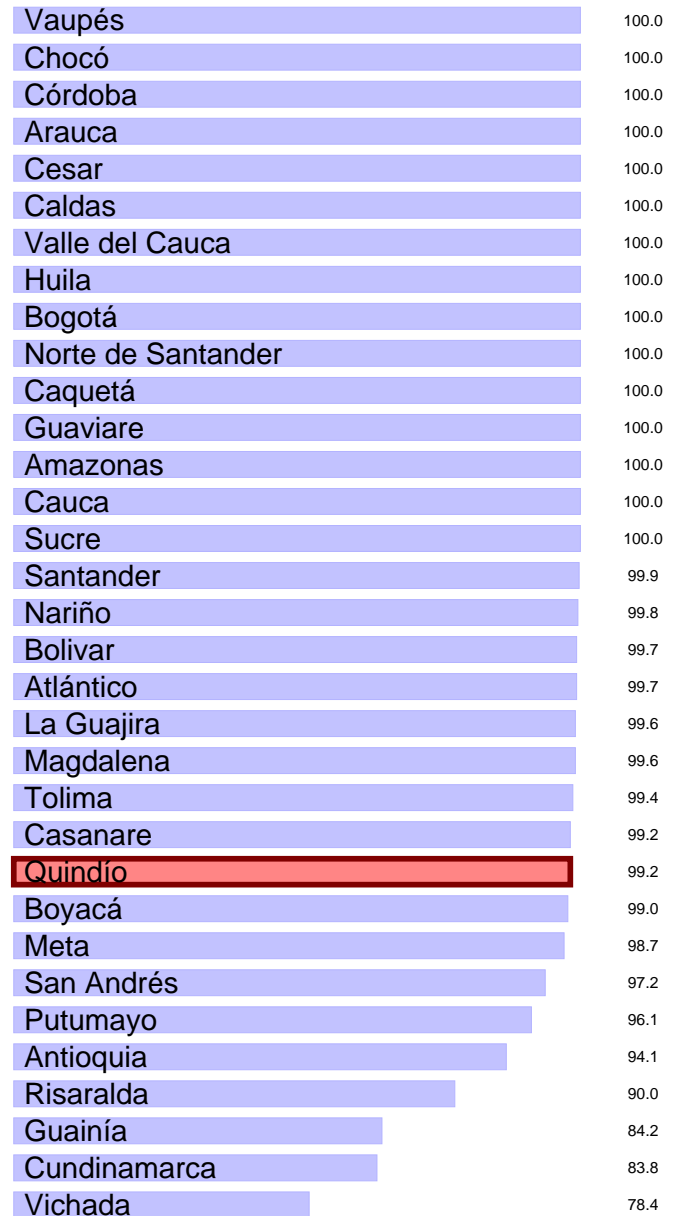 Vaupés 100.0
Chocó 100.0
Córdoba 100.0
Arauca 100.0
Cesar 100.0
Caldas 100.0
Valle del Cauca 100.0
Huila 100.0
Bogotá 100.0
Norte de Santander 100.0
Caquetá 100.0
Guaviare 100.0
Amazonas 100.0
Cauca 100.0
Sucre 100.0
Santander 99.9
Nariño 99.8
Bolivar 99.7
Atlántico 99.7
La Guajira 99.6
Magdalena 99.6
Tolima 99.4
Casanare 99.2
Quindío 99.2
Boyacá 99.0
Meta 98.7
San Andrés 97.2
Putumayo 96.1
Antioquia 94.1
Risaralda 90.0
Guainía 84.2
Cundinamarca 83.8
Vichada 78.4